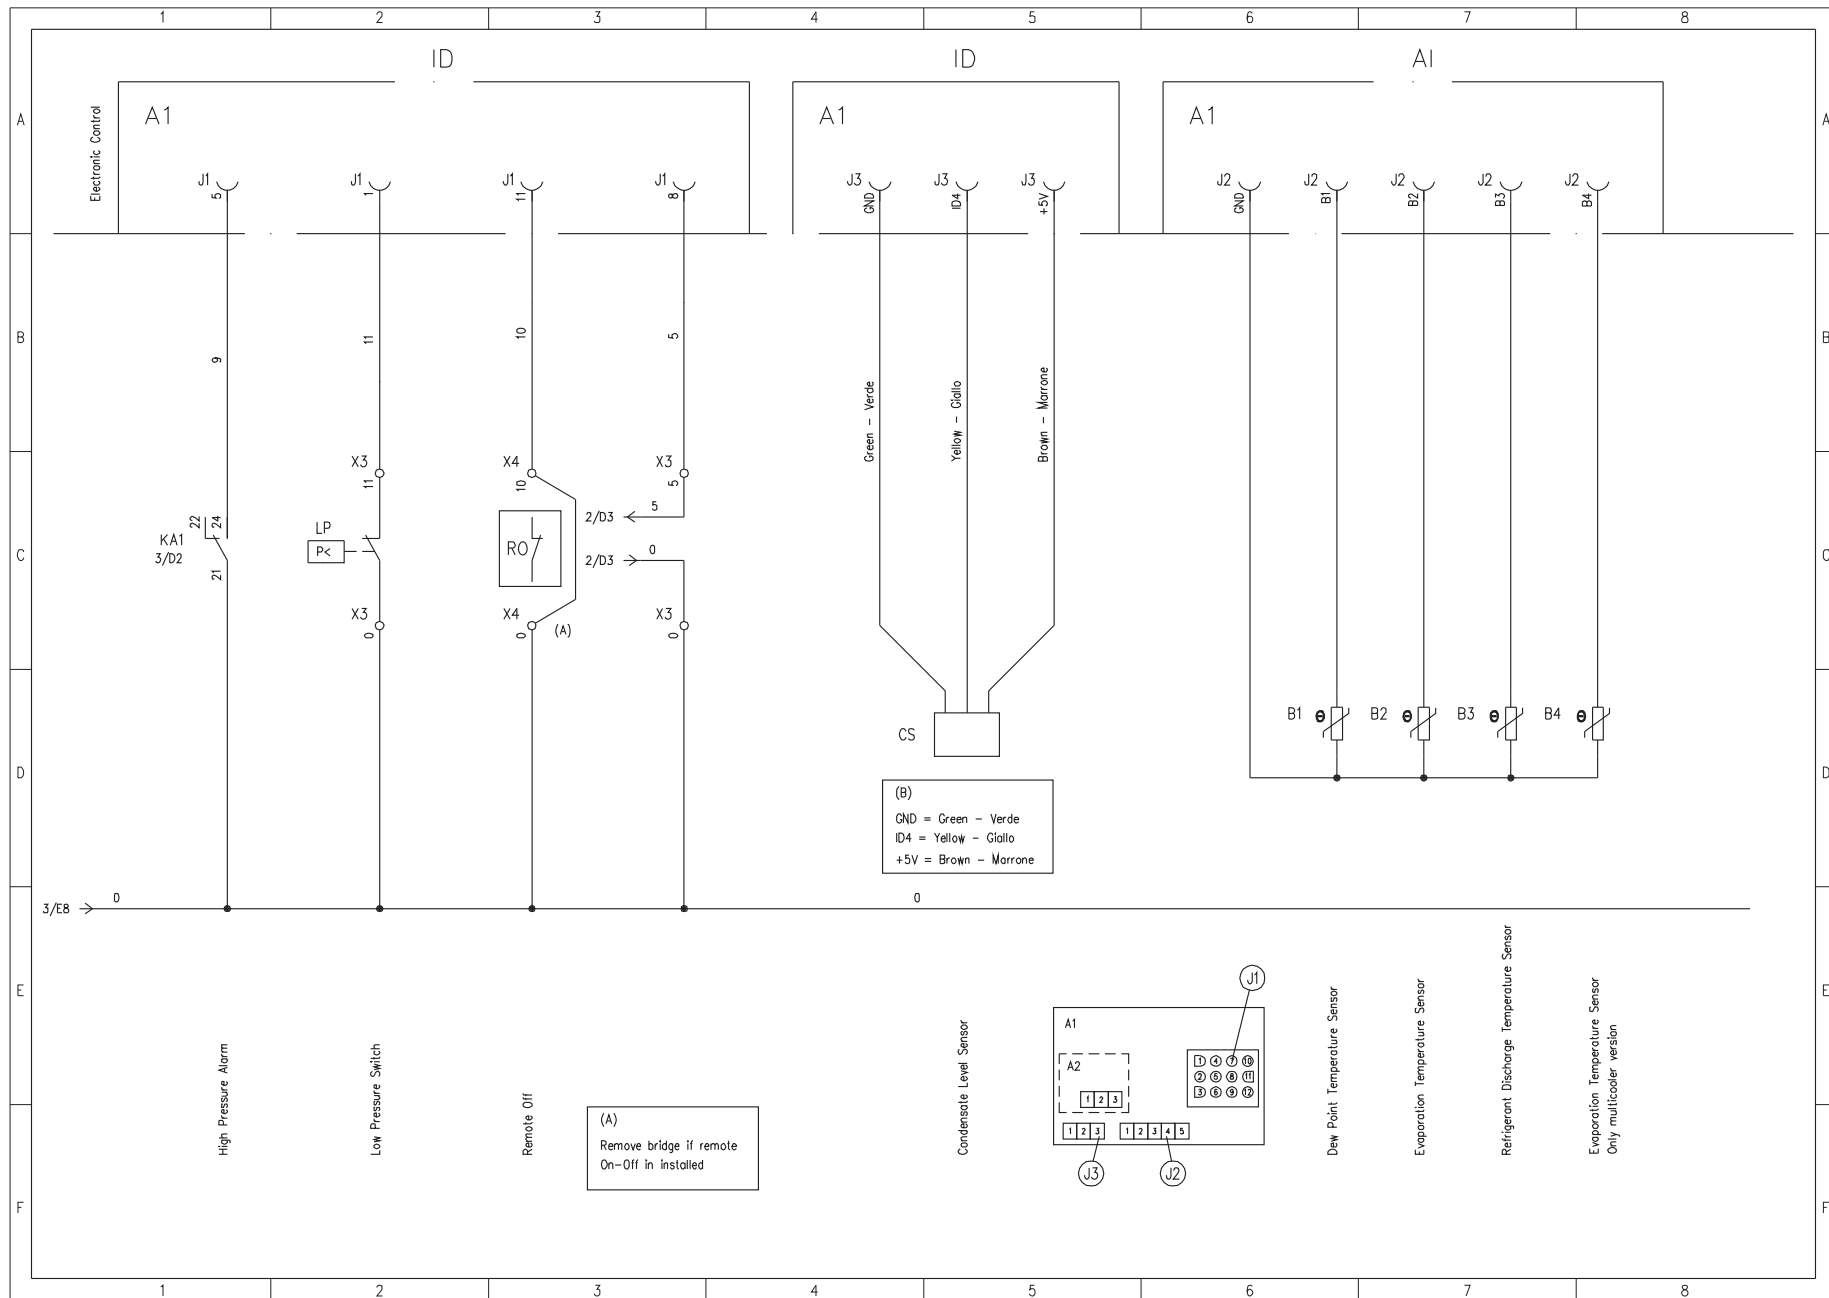 1 2 3 4 5 6 7 8
ID ID AI
A A
Electronic Control
A1 A1 A1
J1 J1 J1 J1 J3 J3 J3 J2 J2 J2 J2 J2
5 1 11 8 GND ID4 +5V GND B1 B2 B3 B4
B B
9 11 10 5
Green - Verde
Yellow - Giallo
Brown - Marrone
X3 X4 X3
11 10 5
22 24
KA1
3/D2
21
LP
P<
RO
2/D3 5
2/D3 0
C C
X3 X4 X3
0 0 (A) 0
B1 Θ B2 Θ B3 Θ B4 Θ
CS
D D
(B)
GND = Green - Verde
ID4 = Yellow - Giallo
+5V = Brown - Marrone
3/E8 0 0
E E
High Pressure Alarm
Low Pressure Switch
Remote Off
Condensate Level Sensor
Dew Point Temperature Sensor
Evaporation Temperature Sensor
Refrigerant Discharge Temperature Sensor
Evaporation Temperature Sensor
Only multicooler version
(A)
Remove bridge if remote
On-Off in installed
J1
A1
A2
1 2 3
1 4 7 10
2 5 8 11
3 6 9 12
1 2 3
1 2 3 4 5
J3 J2
F F
1 2 3 4 5 6 7 8